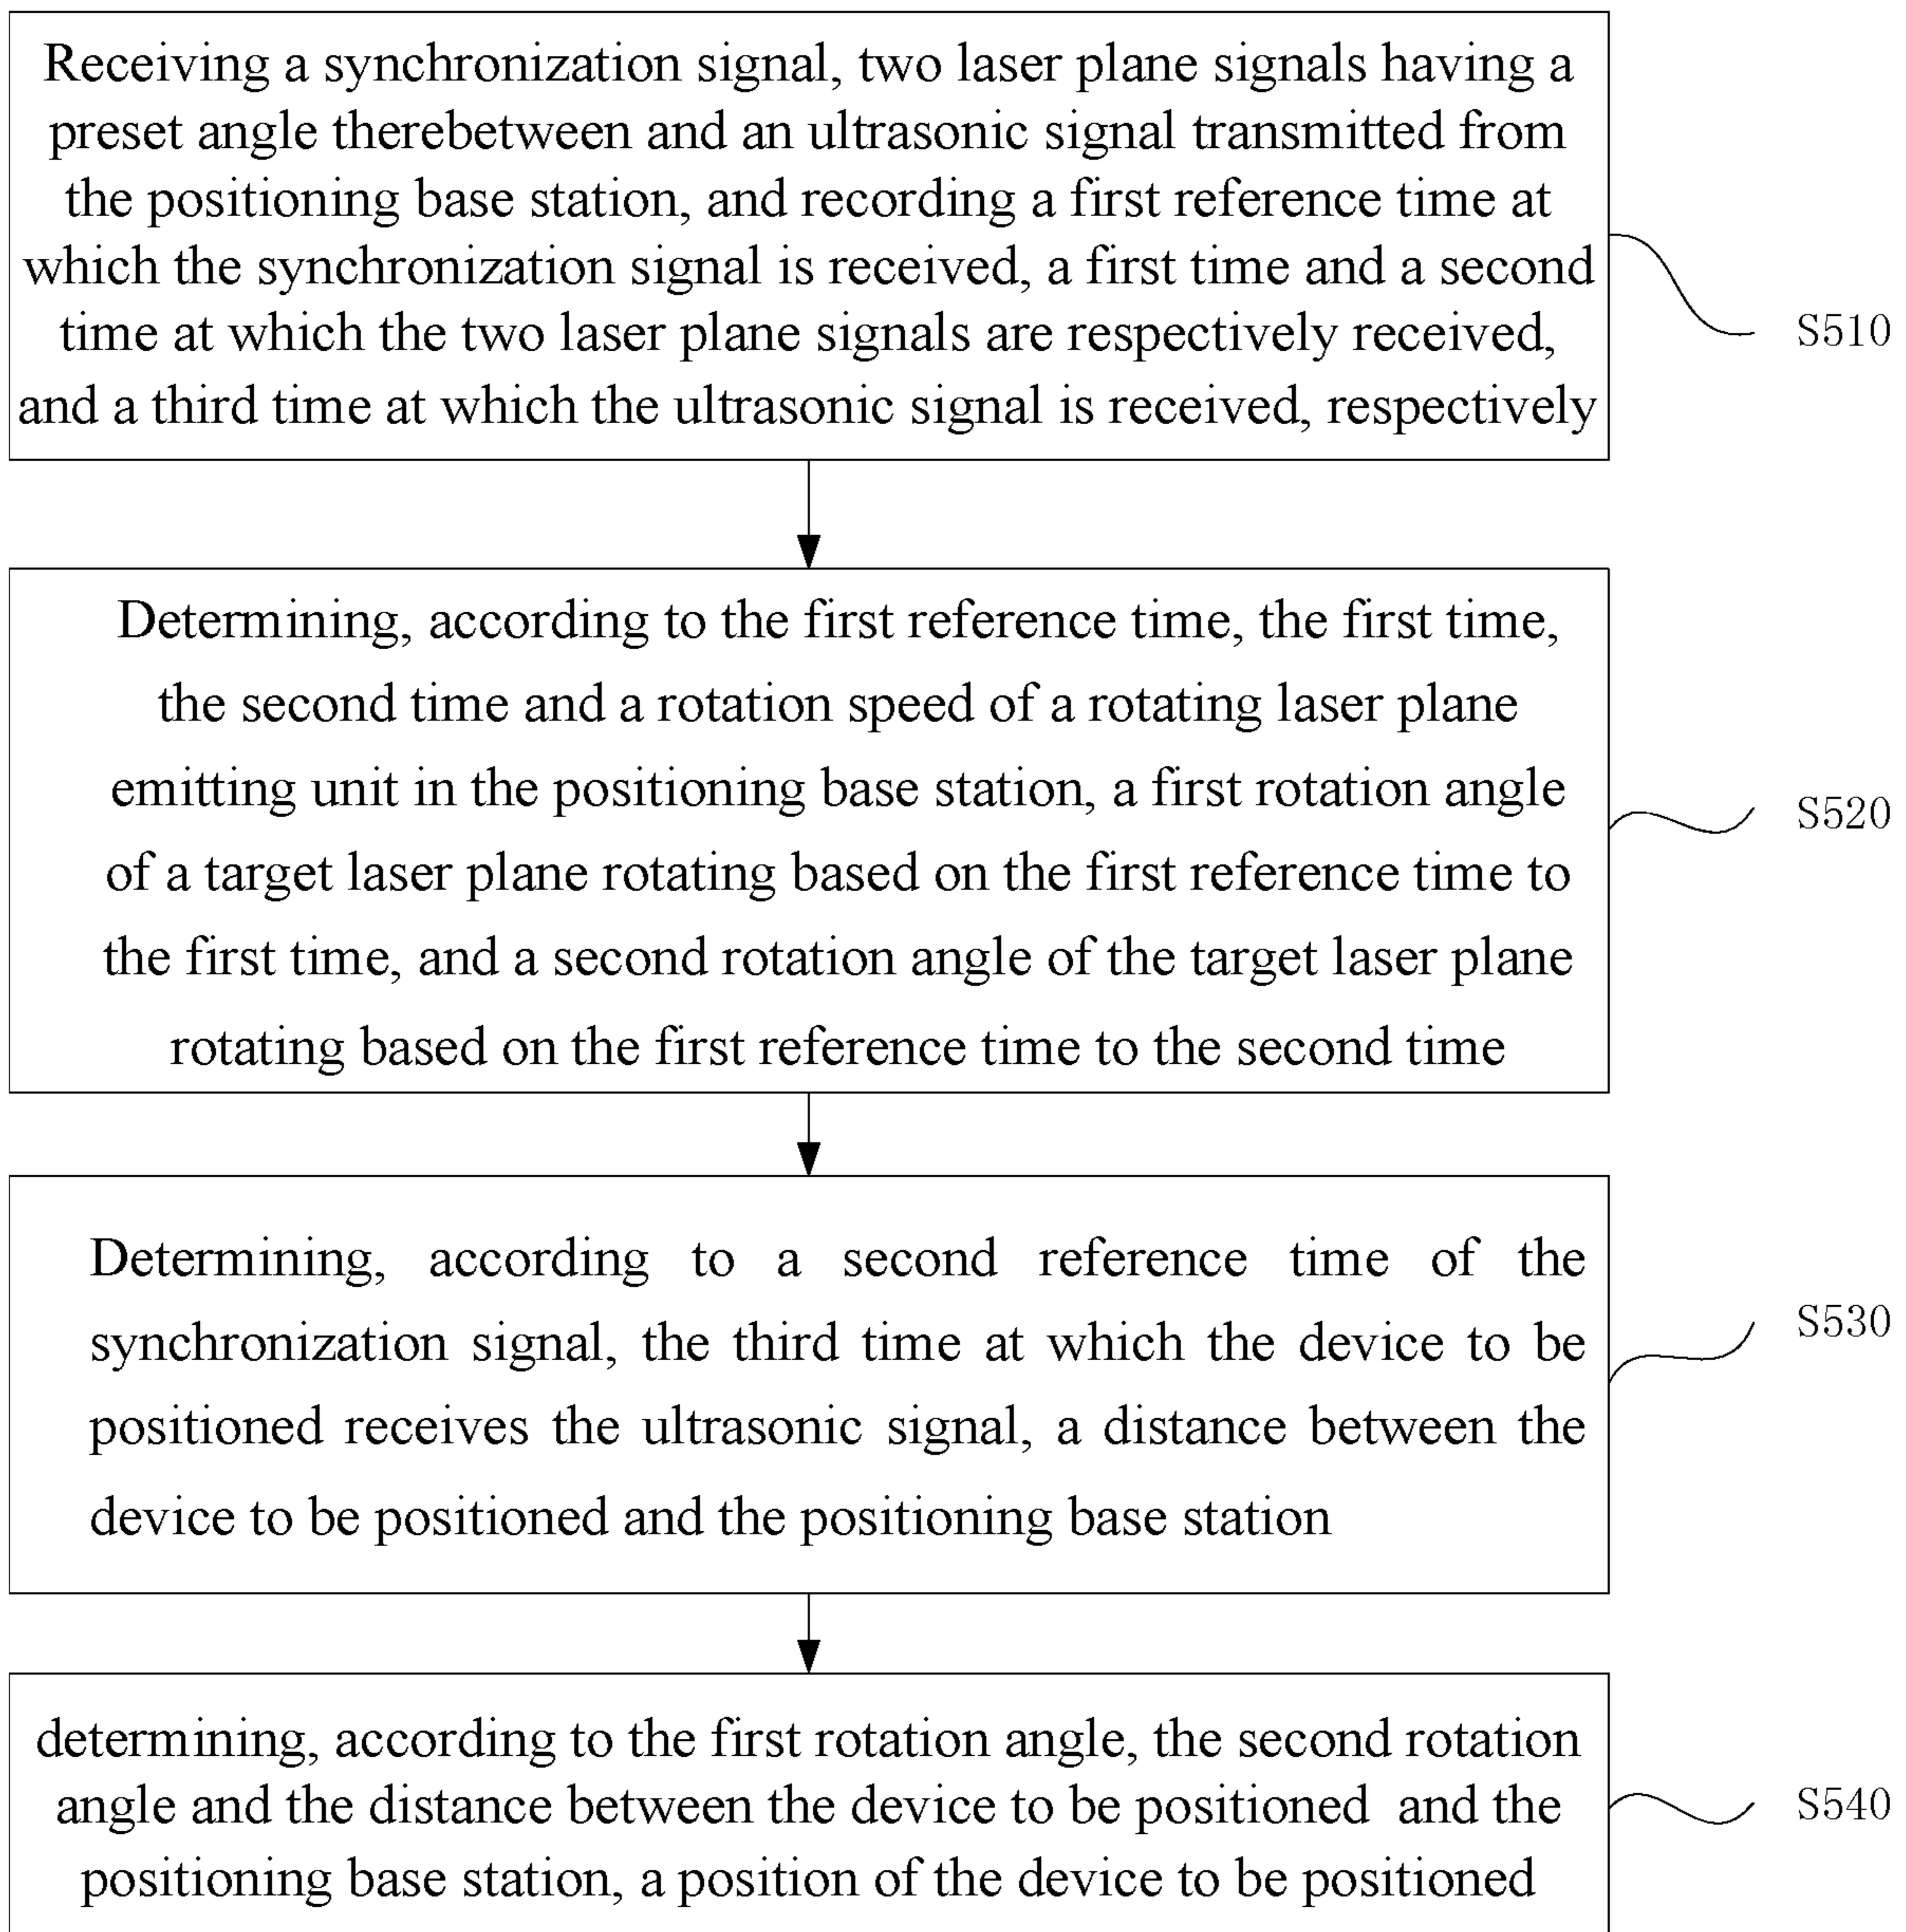 Receiving a synchronization signal, two laser plane signals having a
preset angle therebetween and an ultrasonic signal transmitted from
the positioning base station, and recording a first reference time at
which the synchronization signal is received, a first time and a second
time at which the two laser plane signals are respectively received,
and a third time at which the ultrasonic signal is received, respectively
S510
Determining, according to the first reference time, the first time,
the second time and a rotation speed of a rotating laser plane
emitting unit in the positioning base station, a first rotation angle
of a target laser plane rotating based on the first reference time to
the first time, and a second rotation angle of the target laser plane
rotating based on the first reference time to the second time
S520
Determining, according to a second reference time of the
synchronization signal, the third time at which the device to be
positioned receives the ultrasonic signal, a distance between the
device to be positioned and the positioning base station
S530
determining, according to the first rotation angle, the second rotation
angle and the distance between the device to be positioned and the
positioning base station, a position of the device to be positioned
S540